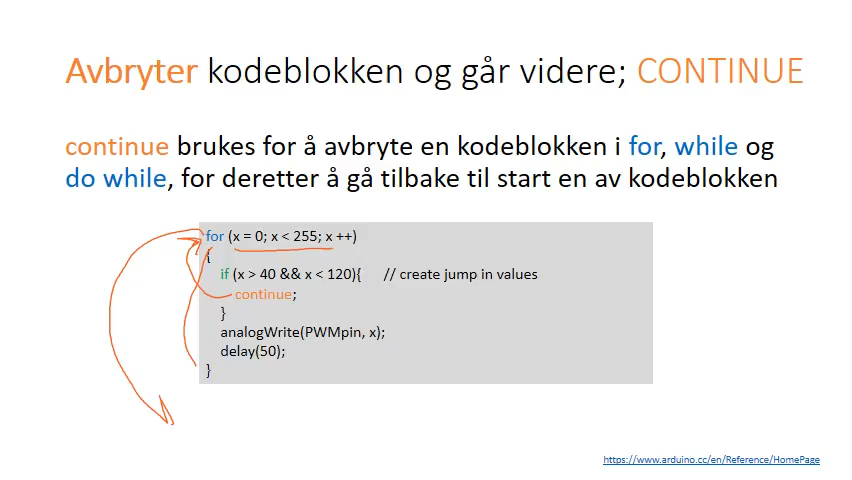 Avbryter kodeblokken og går videre; CONTINUE
continue brukes for å avbryte en kodeblokken i for, while og
do while, for deretter å gå tilbake til start en av kodeblokken
for (x = 0; x < 255; x ++)
{
if (x > 40 && x < 120){ // create jump in values
continue;
}
analogWrite(PWMpin, x);
delay(50);
}
https://www.arduino.cc/en/Reference/HomePage